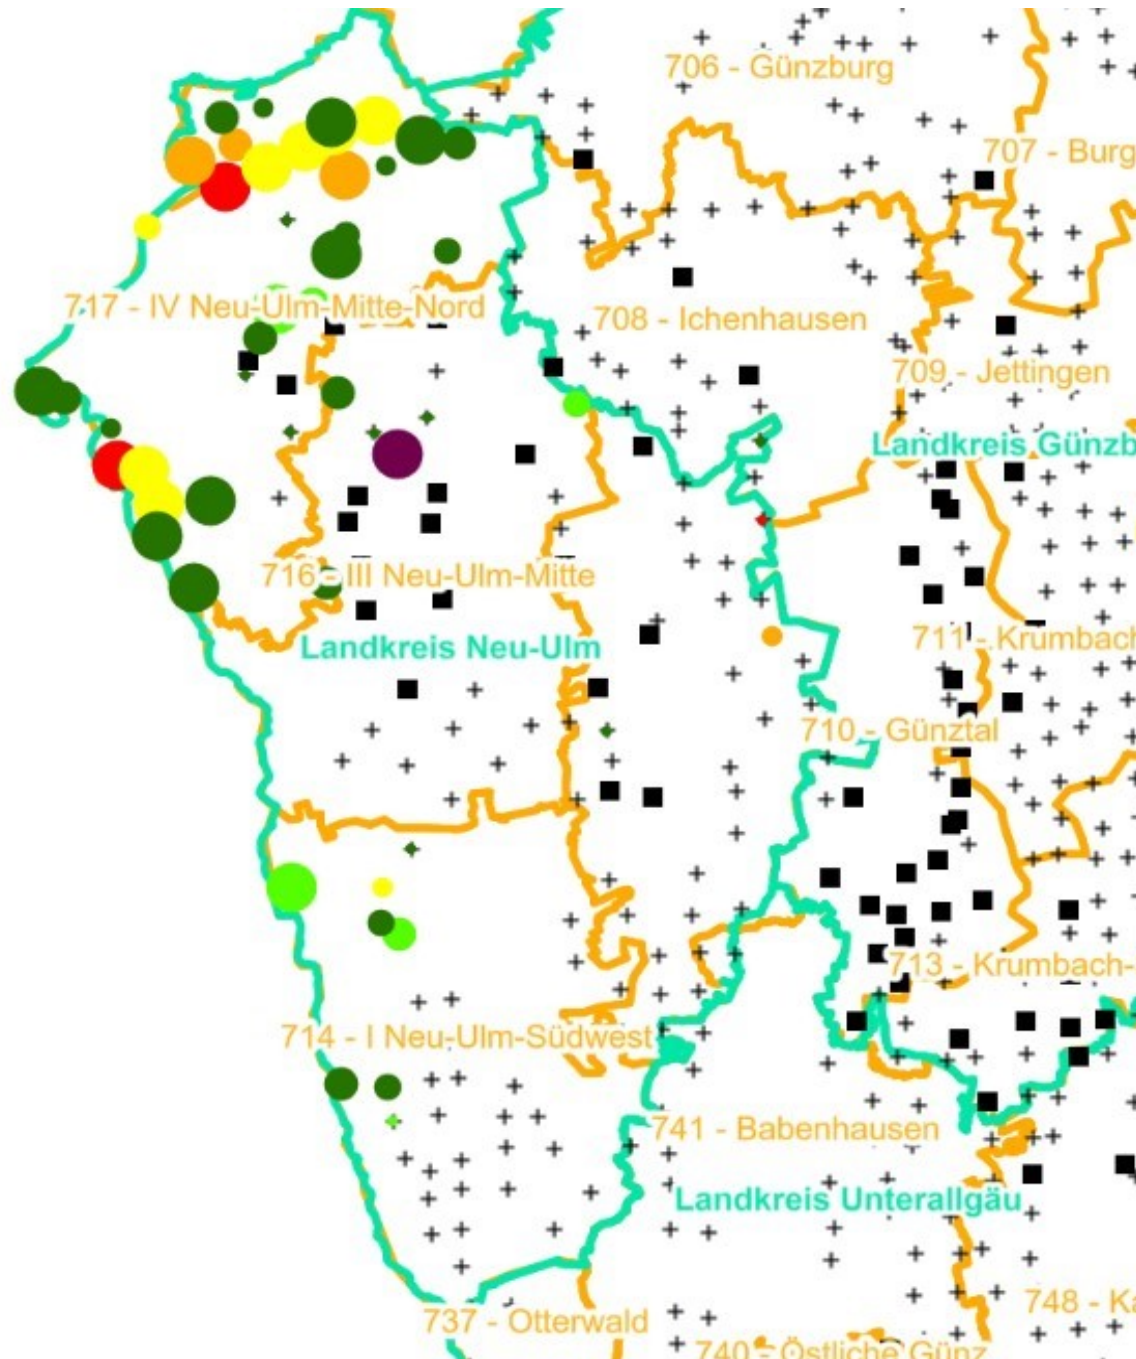 706 - Günzburg
707 - Burg
717 - IV Neu-Ulm-Mitte-Nord
708 - Ichenhausen
709 - Jettingen
Landkreis Günzb
716 - III Neu-Ulm-Mitte
711 - Krumbach
Landkreis Neu-Ulm
710 - Günztal
713 - Krumbach-
714 - I Neu-Ulm-Südwest
741 - Babenhausen
Landkreis Unterallgäu
748 - Ka
737 - Otterwald
740 - Östliche Günz